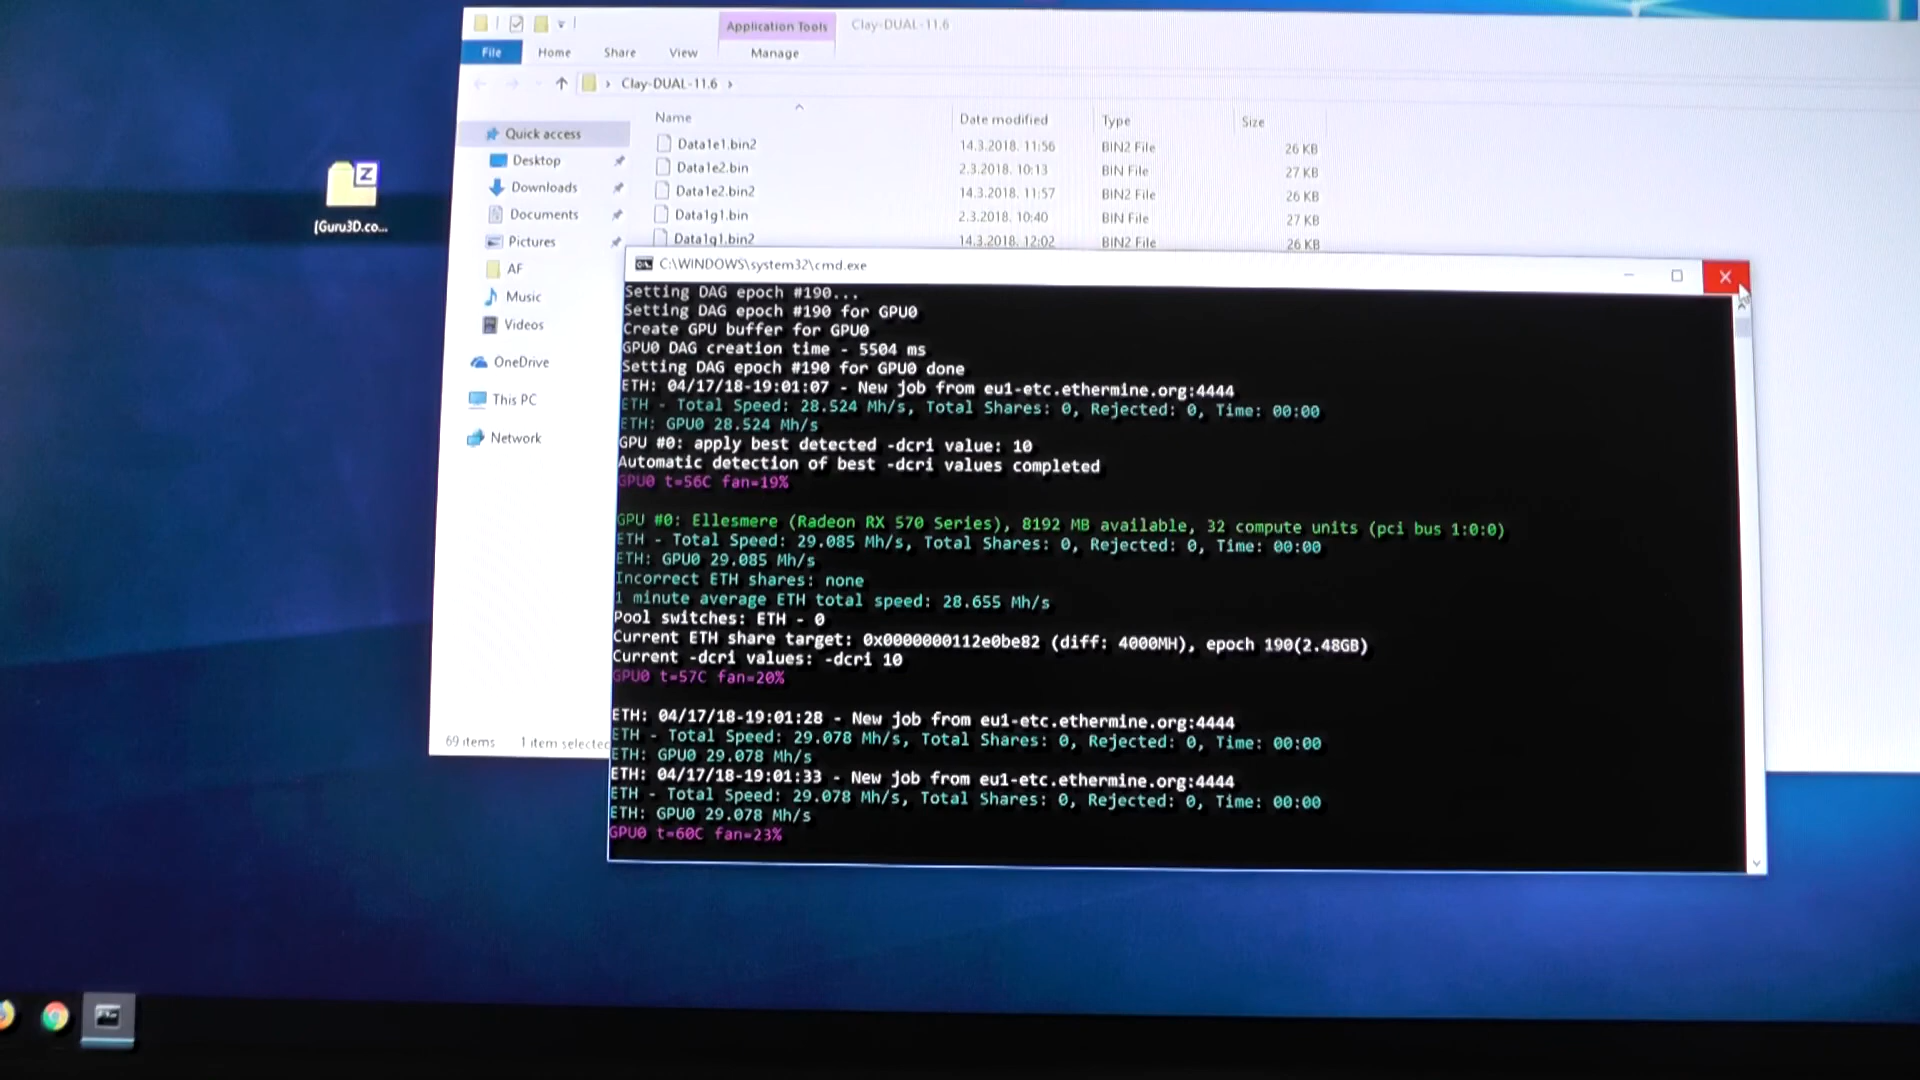 Application Tools
Clay-DUAL-11.6
File
Home
Share
View
Manage
Clay-DUAL-11.6
Name
Date modified
Type
Size
Quick access
Desktop
Downloads
Documents
Pictures
AF
Music
Videos
OneDrive
This PC
Network
Data1e1.bin2 14.3.2018. 11:56 BIN2 File 26 KB
Data1e2.bin 2.3.2018. 10:13 BIN File 27 KB
Data1e2.bin2 14.3.2018. 11:57 BIN2 File 26 KB
Data1g1.bin 2.3.2018. 10:40 BIN File 27 KB
Data1g1.bin2 14.3.2018. 12:02 BIN2 File 26 KB
69 items 1 item selected
[Guru3D.co...
C:\WINDOWS\system32\cmd.exe
Setting DAG epoch #190...
Setting DAG epoch #190 for GPU0
Create GPU buffer for GPU0
GPU0 DAG creation time - 5504 ms
Setting DAG epoch #190 for GPU0 done
ETH: 04/17/18-19:01:07 - New job from eu1-etc.ethermine.org:4444
ETH - Total Speed: 28.524 Mh/s, Total Shares: 0, Rejected: 0, Time: 00:00
ETH: GPU0 28.524 Mh/s
GPU #0: apply best detected -dcri value: 10
Automatic detection of best -dcri values completed
GPU0 t=56C fan=19%
GPU #0: Ellesmere (Radeon RX 570 Series), 8192 MB available, 32 compute units (pci bus 1:0:0)
ETH - Total Speed: 29.085 Mh/s, Total Shares: 0, Rejected: 0, Time: 00:00
ETH: GPU0 29.085 Mh/s
Incorrect ETH shares: none
1 minute average ETH total speed: 28.655 Mh/s
Pool switches: ETH - 0
Current ETH share target: 0x0000000112e0be82 (diff: 4000MH), epoch 190(2.48GB)
Current -dcri values: -dcri 10
GPU0 t=57C fan=20%
ETH: 04/17/18-19:01:28 - New job from eu1-etc.ethermine.org:4444
ETH - Total Speed: 29.078 Mh/s, Total Shares: 0, Rejected: 0, Time: 00:00
ETH: GPU0 29.078 Mh/s
ETH: 04/17/18-19:01:33 - New job from eu1-etc.ethermine.org:4444
ETH - Total Speed: 29.078 Mh/s, Total Shares: 0, Rejected: 0, Time: 00:00
ETH: GPU0 29.078 Mh/s
GPU0 t=60C fan=23%